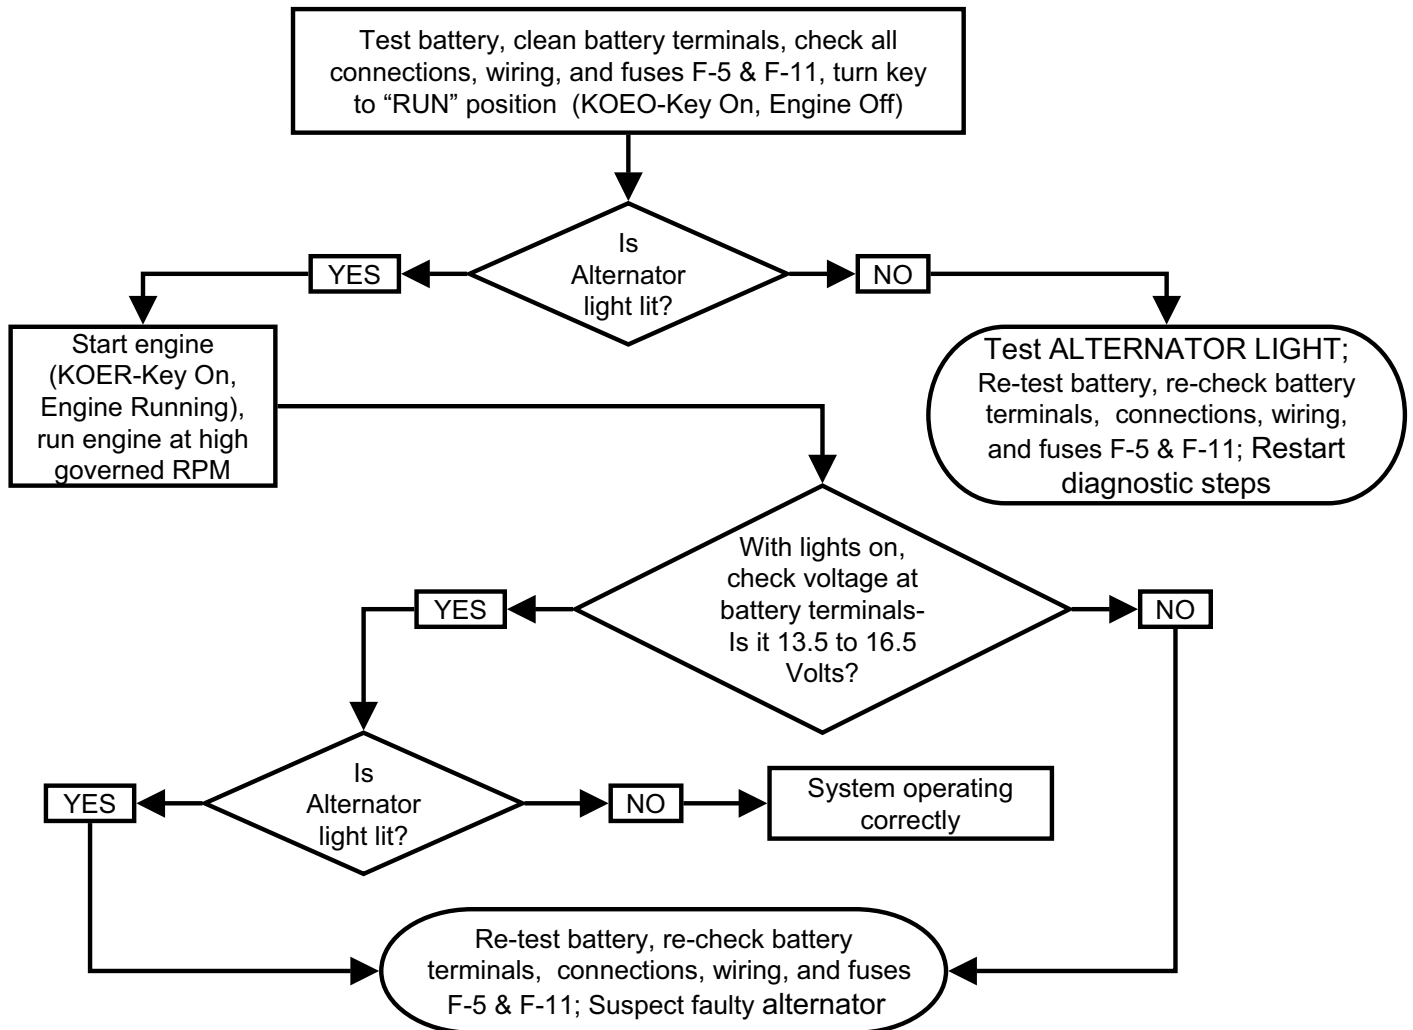 Test battery, clean battery terminals, check all
connections, wiring, and fuses F-5 & F-11, turn key
to “RUN” position  (KOEO-Key On, Engine Off)
Is
Alternator
light lit?
YES
NO
Start engine
(KOER-Key On,
Engine Running),
run engine at high
governed RPM
Test ALTERNATOR LIGHT;
Re-test battery, re-check battery
terminals,  connections, wiring,
and fuses F-5 & F-11; Restart
diagnostic steps
With lights on,
check voltage at
battery terminals-
Is it 13.5 to 16.5
Volts?
YES
NO
Is
Alternator
light lit?
YES
NO
System operating
correctly
Re-test battery, re-check battery
terminals,  connections, wiring, and fuses
F-5 & F-11; Suspect faulty alternator